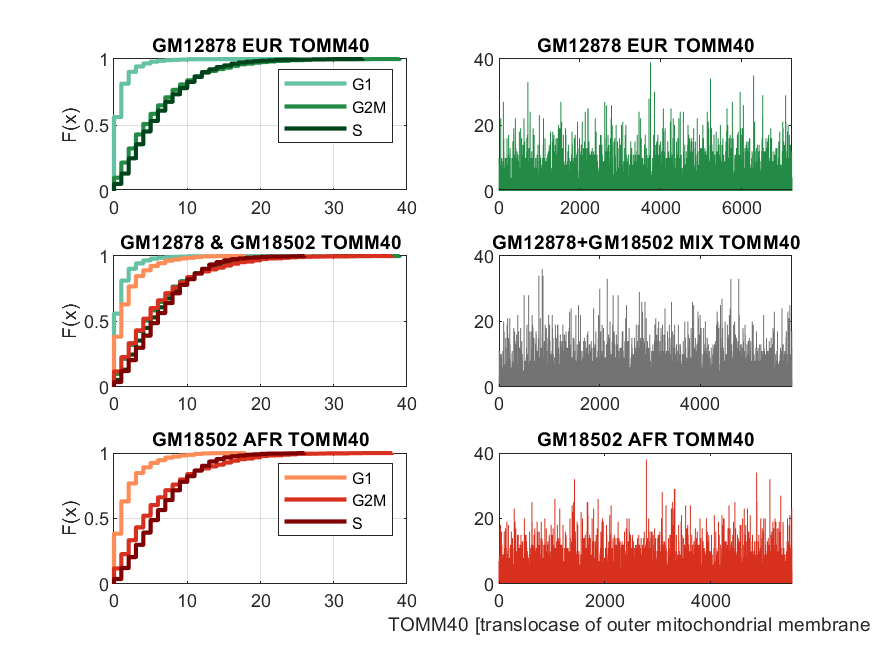 GM12878 EUR TOMM40
F(x)
1
0.5
0
0 10 20 30 40
G1
G2M
S
GM12878 EUR TOMM40
40
20
0
0 2000 4000 6000
GM12878 & GM18502 TOMM40
F(x)
1
0.5
0
0 10 20 30 40
GM12878+GM18502 MIX TOMM40
40
20
0
0 2000 4000
GM18502 AFR TOMM40
F(x)
1
0.5
0
0 10 20 30 40
G1
G2M
S
GM18502 AFR TOMM40
40
20
0
0 2000 4000
TOMM40 [translocase of outer mitochondrial membrane